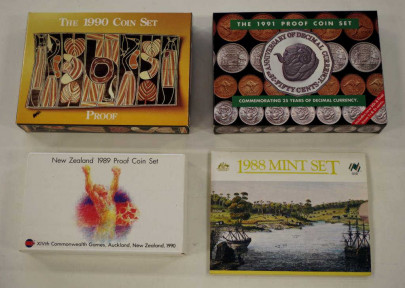 THE 1990 COIN SET
PROOF
THE 1991 PROOF COIN SET
ANNIVERSARY OF DECIMAL
FIFTY CENTS
COMMEMORATING 25 YEARS OF DECIMAL CURRENCY.
New Zealand 1989 Proof Coin Set
XIVth Commonwealth Games, Auckland, New Zealand, 1990
1988 MINT SET